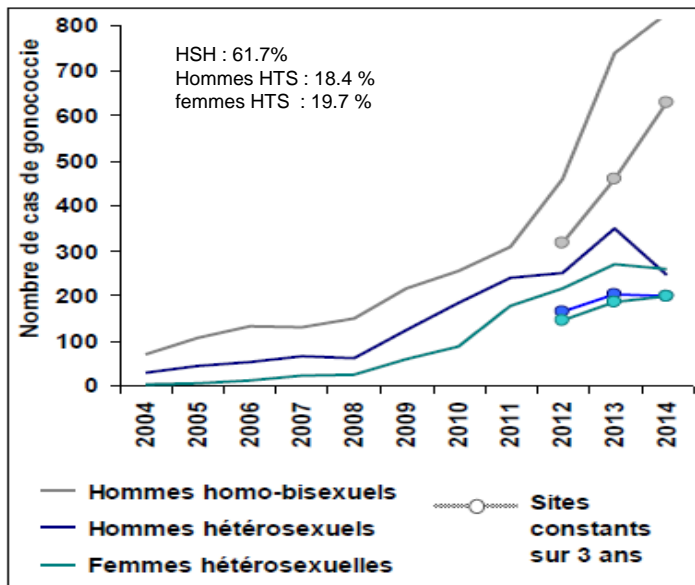 Nombre de cas de gonococcie
800
700
600
500
400
300
200
100
0
HSH : 61.7%
Hommes HTS : 18.4 %
femmes HTS : 19.7 %
2004
2005
2006
2007
2008
2009
2010
2011
2012
2013
2014
Hommes homo-bisexuels
Hommes hétérosexuels
Femmes hétérosexuelles
Sites
constants
sur 3 ans